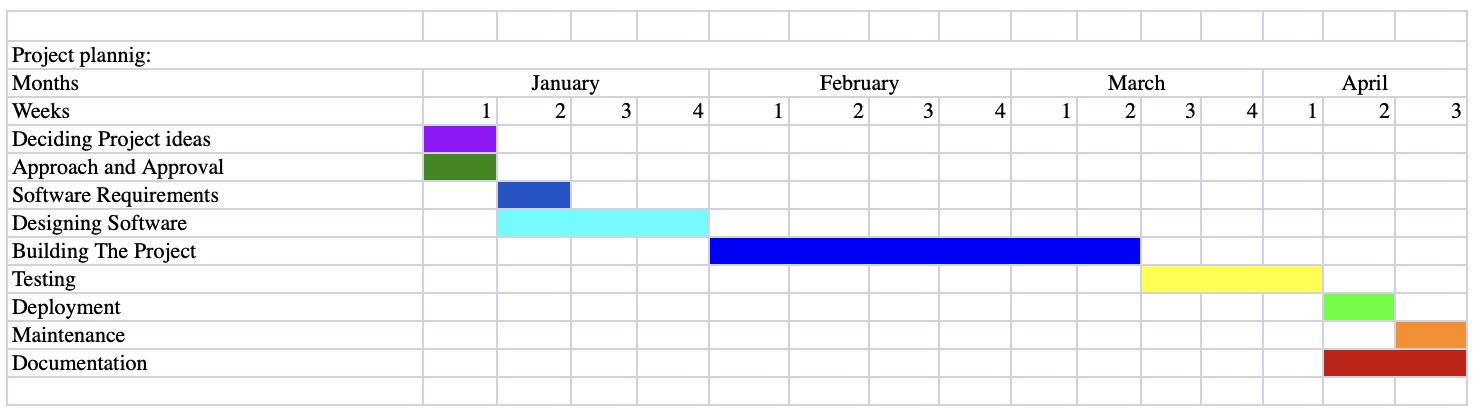 Project plannig:
Months January February March April
Weeks 1 2 3 4 1 2 3 4 1 2 3 4 1 2 3
Deciding Project ideas
Approach and Approval
Software Requirements
Designing Software
Building The Project
Testing
Deployment
Maintenance
Documentation